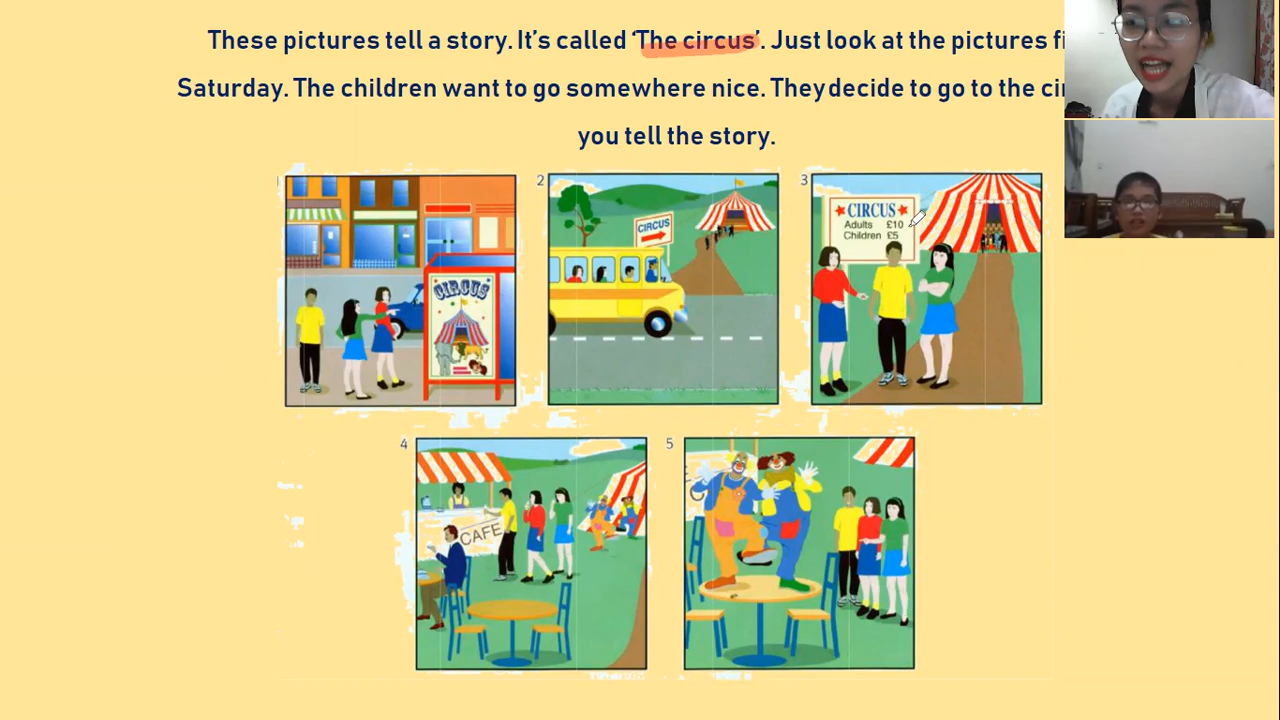 These pictures tell a story. It's called 'The circus'. Just look at the pictures
Saturday. The children want to go somewhere nice. They decide to go to the
you tell the story.
1
CIRCUS
2
CIRCUS
3
CIRCUS
Adults £10
Children £5
4
CAFE
5